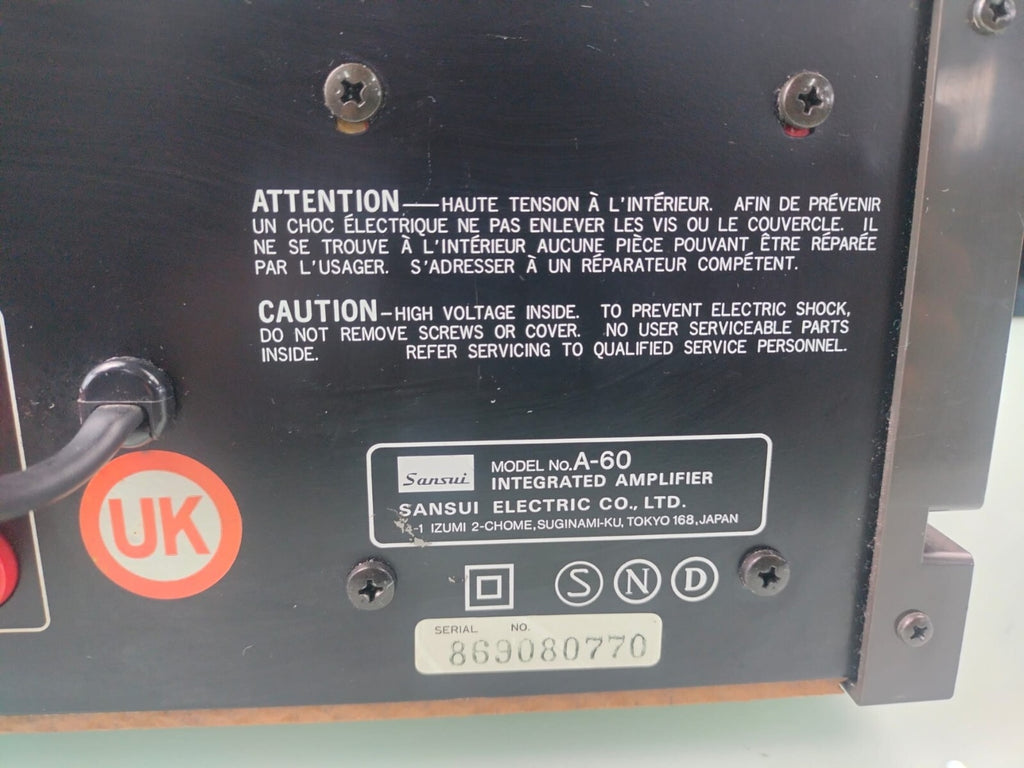 ATTENTION—HAUTE TENSION À L'INTÉRIEUR. AFIN DE PRÉVENIR
UN CHOC ÉLECTRIQUE NE PAS ENLEVER LES VIS OU LE COUVERCLE. IL
NE SE TROUVE À L'INTÉRIEUR AUCUNE PIÈCE POUVANT ÊTRE RÉPARÉE
PAR L'USAGER. S'ADRESSER À UN RÉPARATEUR COMPÉTENT.
CAUTION–HIGH VOLTAGE INSIDE. TO PREVENT ELECTRIC SHOCK,
DO NOT REMOVE SCREWS OR COVER. NO USER SERVICEABLE PARTS
INSIDE. REFER SERVICING TO QUALIFIED SERVICE PERSONNEL.
UK
Sansui
MODEL NO. A-60
INTEGRATED AMPLIFIER
SANSUI ELECTRIC CO., LTD.
IZUMI 2-CHOME, SUGINAMI-KU, TOKYO 168, JAPAN
S N D
SERIAL NO.
869080770